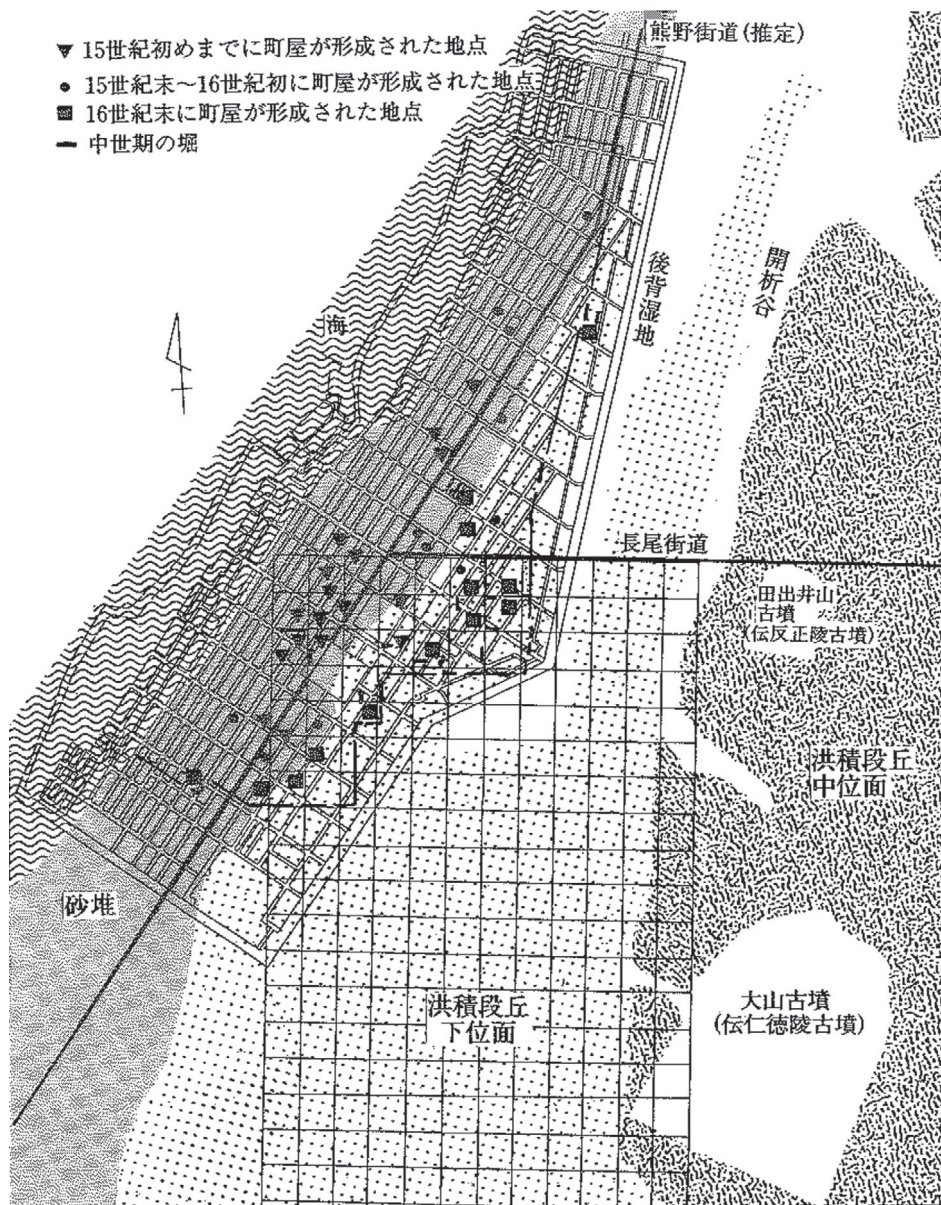 ▼ 15世紀初めまでに町屋が形成された地点
● 15世紀末～16世紀初に町屋が形成された地点
■ 16世紀末に町屋が形成された地点
━ 中世期の堀
熊野街道(推定)
開析谷
後背湿地
海
長尾街道
田出井山
古墳
(伝反正陵古墳)
洪積段丘
中位面
砂堆
大山古墳
(伝仁徳陵古墳)
洪積段丘
下位面